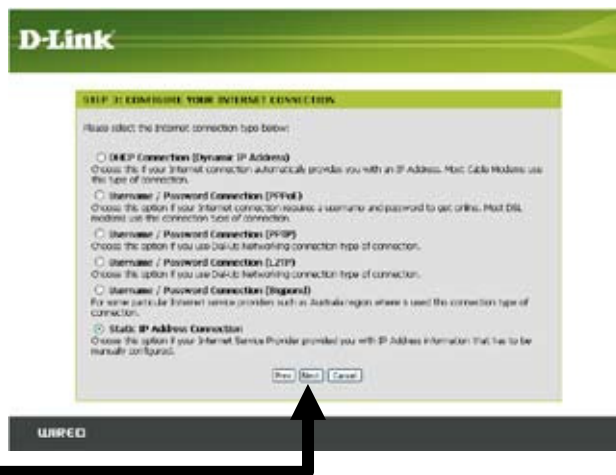 D-Link
STEP 3: CONFIGURE YOUR INTERNET CONNECTION
Please select the Internet connection type below:
DHCP Connection (Dynamic IP Address)
Choose this if your Internet connection automatically provides you with an IP Address. Most Cable Modems use
this type of connection.
Username / Password Connection (PPPoE)
Choose this option if your Internet connection requires a username and password to get online. Most DSL
modems use this connection type of connection.
Username / Password Connection (PPTP)
Choose this option if you use Dial-Up Networking connection type of connection.
Username / Password Connection (L2TP)
Choose this option if you use Dial-Up Networking connection type of connection.
Username / Password Connection (Bigpond)
For some particular Internet service providers such as Australia region where is used this connection type of
connection.
Static IP Address Connection
Choose this option if your Internet Service Provider provided you with IP Address information that has to be
manually configured.
Prev Next Cancel
WIRED